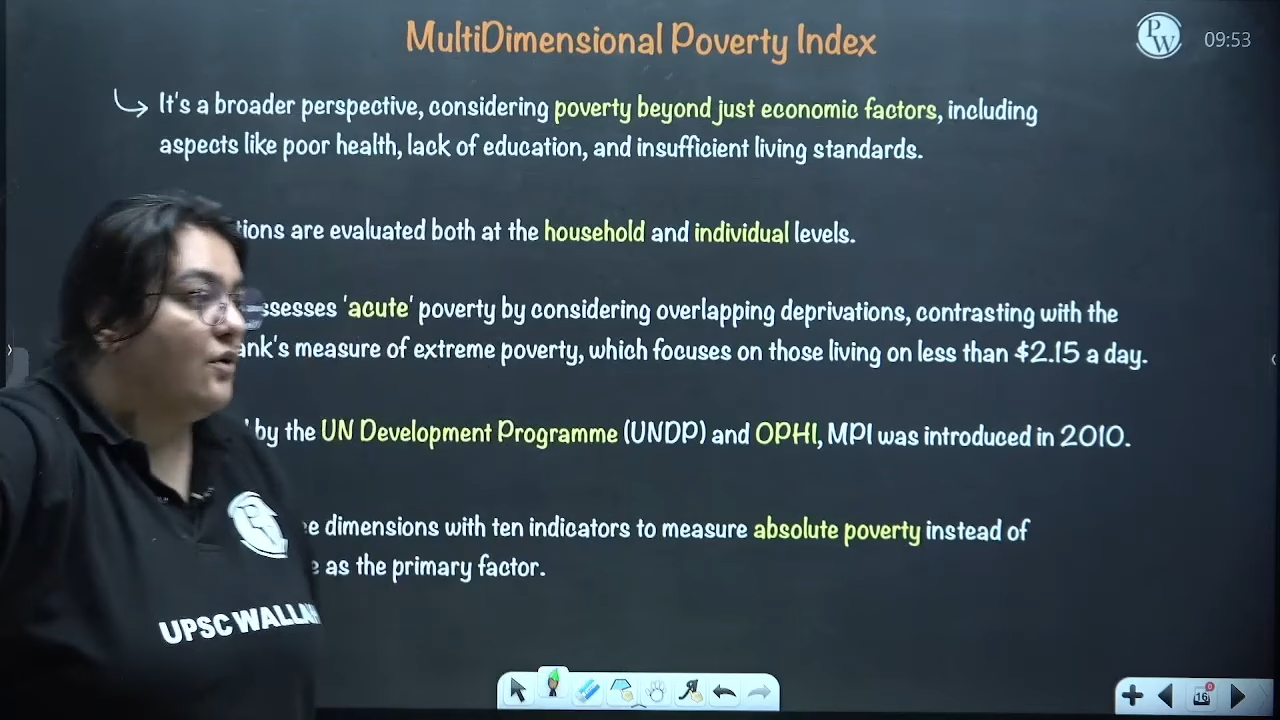 MultiDimensional Poverty Index
PW
09:53
It's a broader perspective, considering poverty beyond just economic factors, including
aspects like poor health, lack of education, and insufficient living standards.
tions are evaluated both at the household and individual levels.
ssesses 'acute' poverty by considering overlapping deprivations, contrasting with the
ank's measure of extreme poverty, which focuses on those living on less than $2.15 a day.
by the UN Development Programme (UNDP) and OPHI, MPI was introduced in 2010.
e dimensions with ten indicators to measure absolute poverty instead of
e as the primary factor.
UPSC WALLAH
16